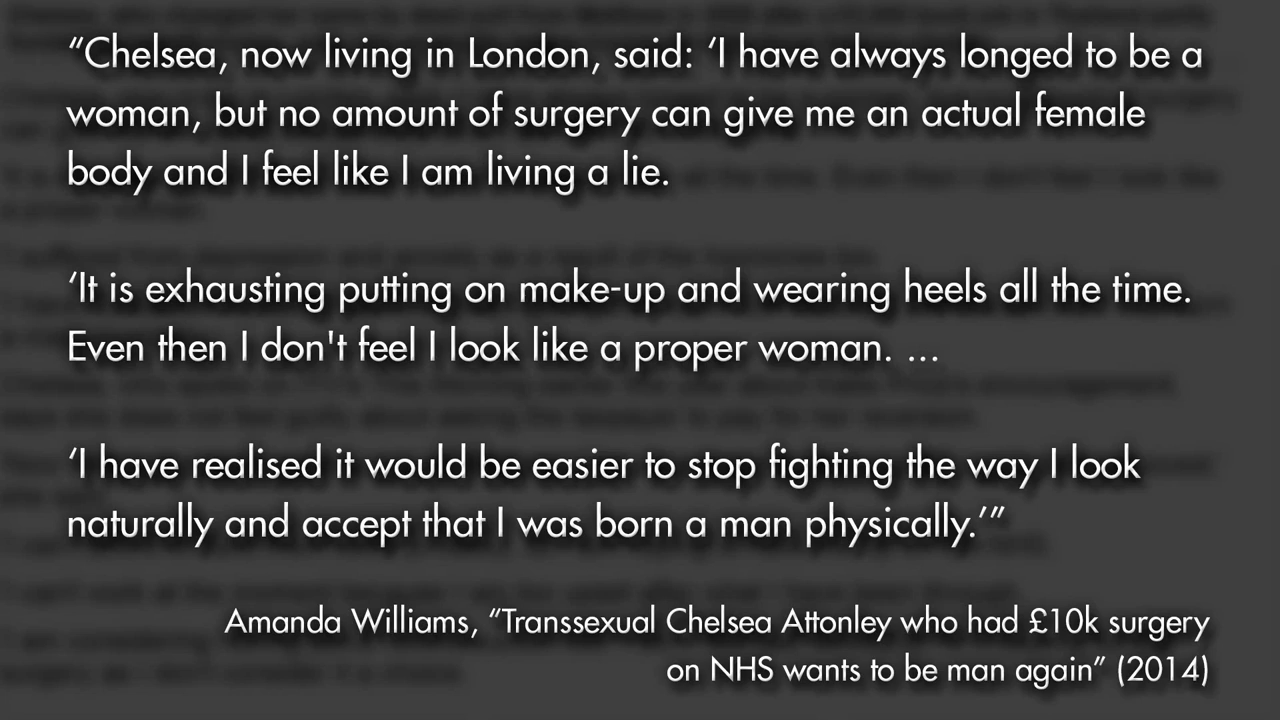 “Chelsea, now living in London, said: ‘I have always longed to be a
woman, but no amount of surgery can give me an actual female
body and I feel like I am living a lie.
‘It is exhausting putting on make-up and wearing heels all the time.
Even then I don't feel I look like a proper woman. ...
‘I have realised it would be easier to stop fighting the way I look
naturally and accept that I was born a man physically.’”
Amanda Williams, “Transsexual Chelsea Attonley who had £10k surgery
on NHS wants to be man again” (2014)